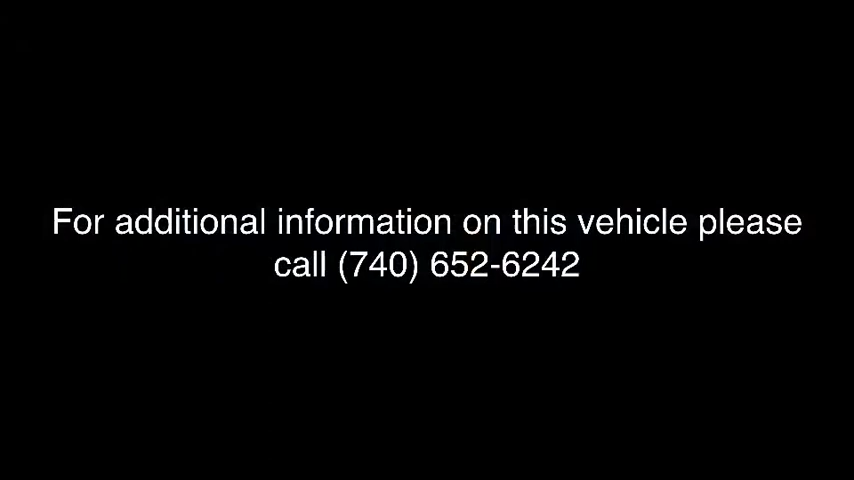 For additional information on this vehicle please
call (740) 652-6242